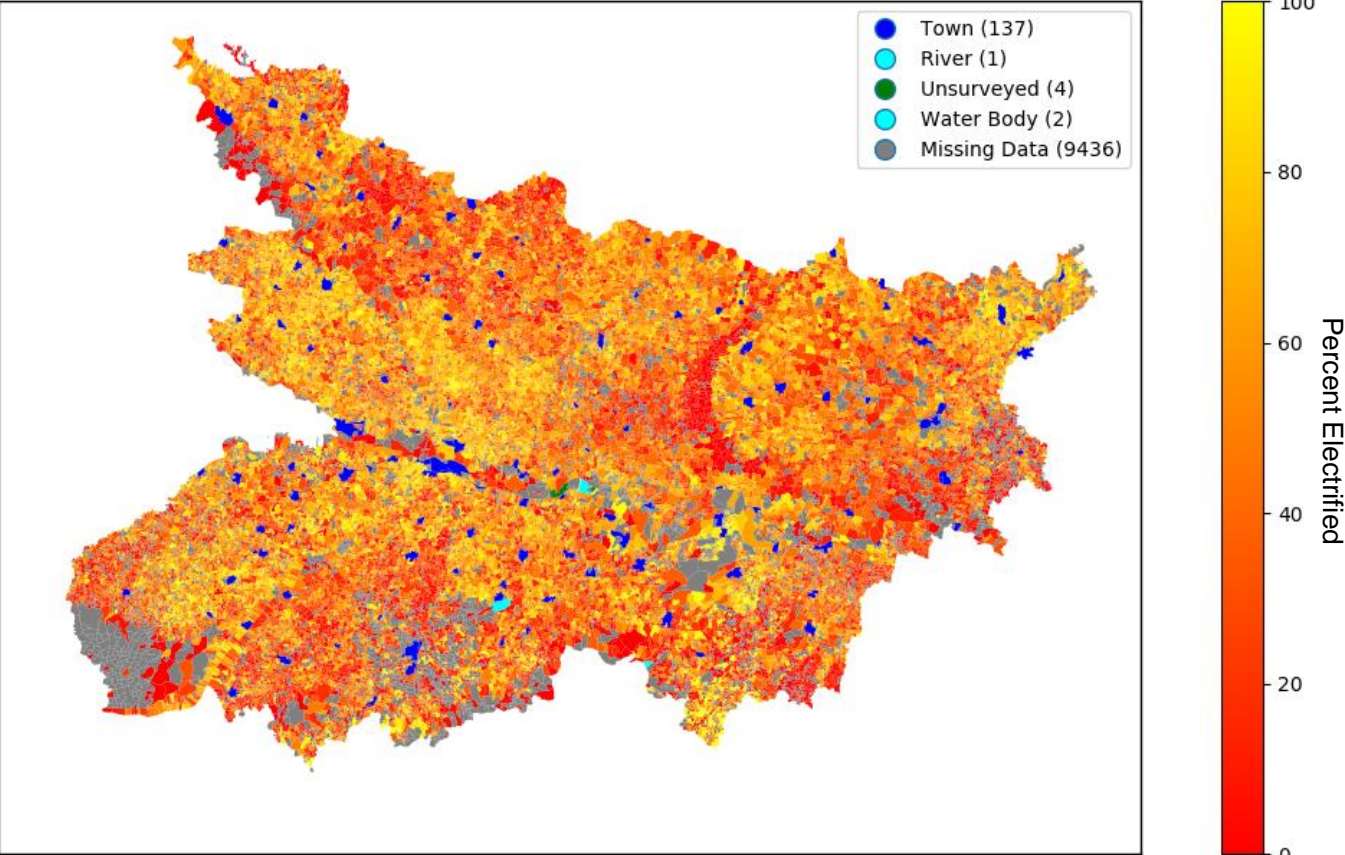 Town (137)
River (1)
Unsurveyed (4)
Water Body (2)
Missing Data (9436)
100
80
60
40
20
0
Percent Electrified